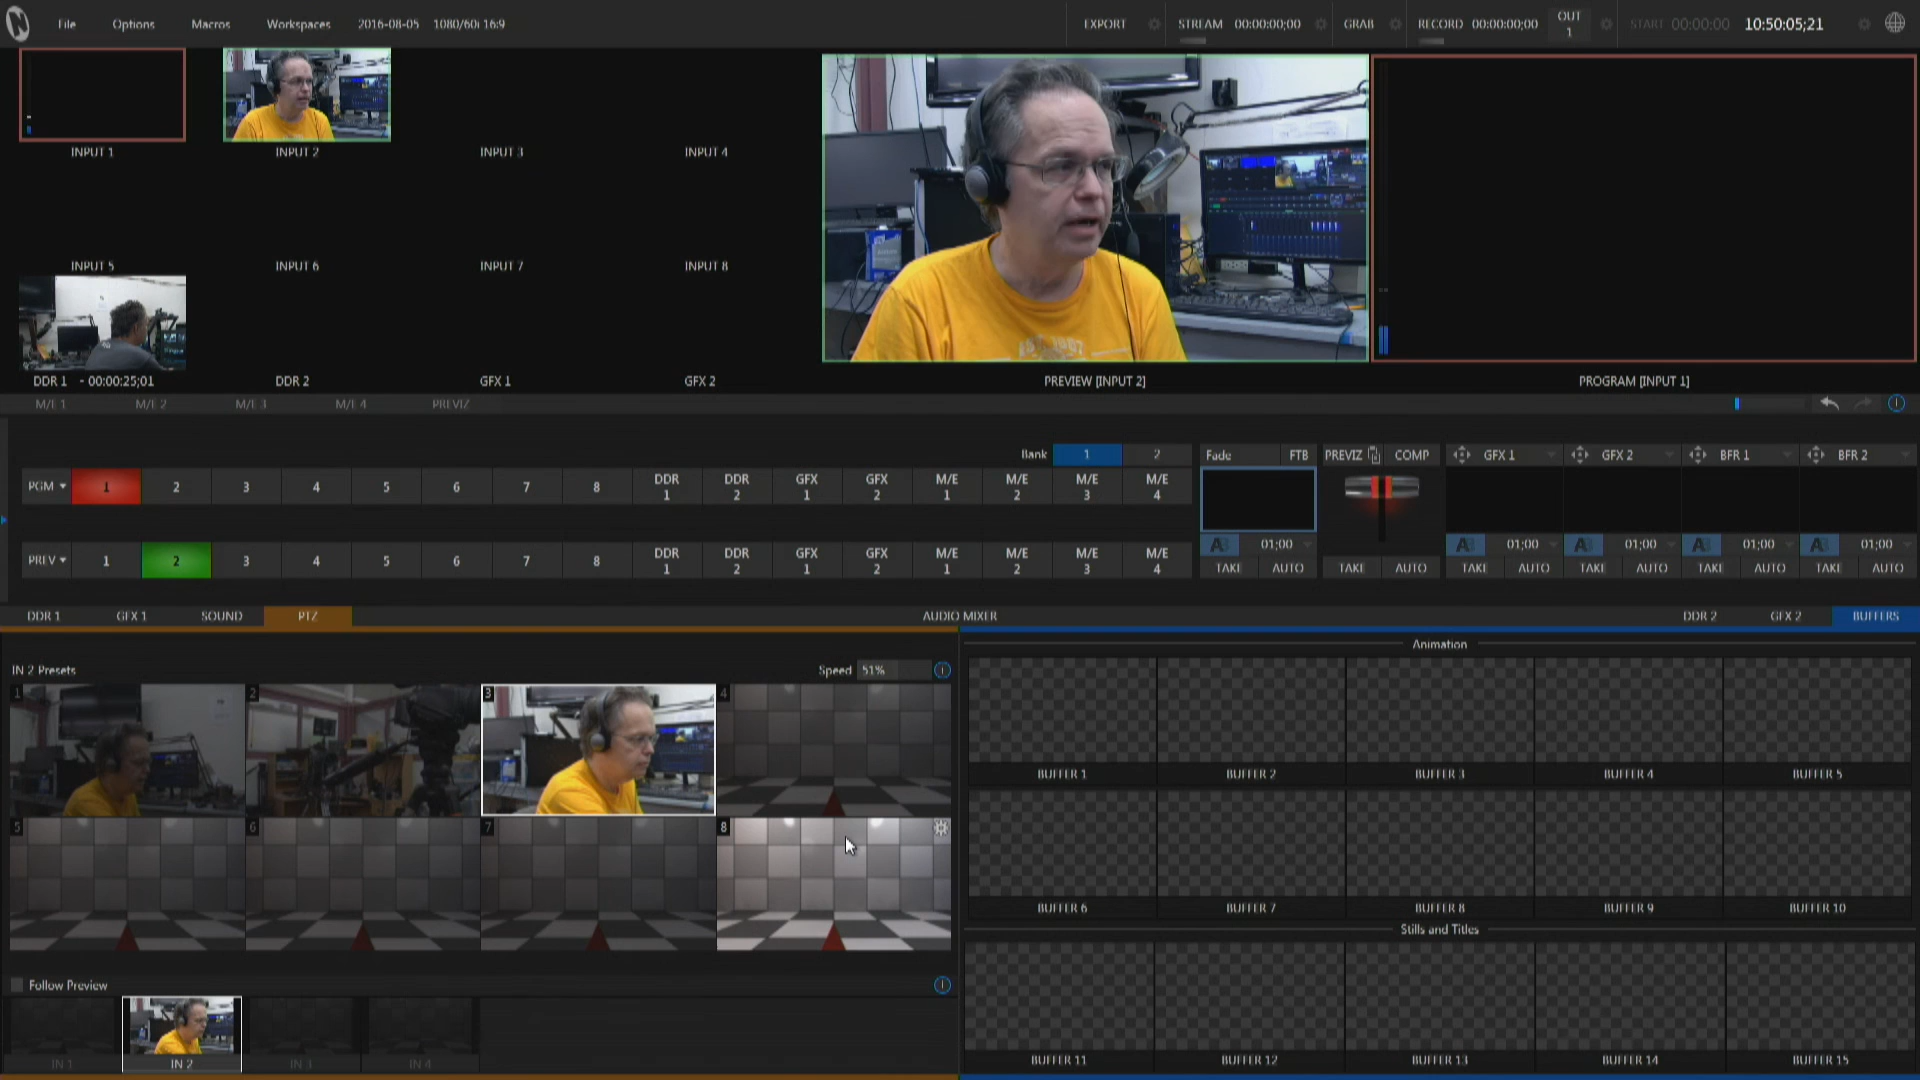 File Options Macros Workspaces 2016-08-05 1080/60i 16:9 EXPORT STREAM 00:00:00;00 GRAB RECORD 00:00:00;00 OUT 1 START 00:00:00 10:50:05;21
INPUT 1 INPUT 2 INPUT 3 INPUT 4
INPUT 5 INPUT 6 INPUT 7 INPUT 8
DDR 1 - 00:00:25;01 DDR 2 GFX 1 GFX 2 PREVIEW [INPUT 2] PROGRAM [INPUT 1]
M/E 1 M/E 2 M/E 3 M/E 4 PREVIZ
Bank 1 2 Fade FTB PREVIZ COMP GFX 1 GFX 2 BFR 1 BFR 2
PGM 1 2 3 4 5 6 7 8 DDR 1 DDR 2 GFX 1 GFX 2 M/E 1 M/E 2 M/E 3 M/E 4
01;00 01;00 01;00 01;00 01;00
PREV 1 2 3 4 5 6 7 8 DDR 1 DDR 2 GFX 1 GFX 2 M/E 1 M/E 2 M/E 3 M/E 4
TAKE AUTO TAKE AUTO TAKE AUTO TAKE AUTO TAKE AUTO TAKE AUTO
DDR 1 GFX 1 SOUND PTZ AUDIO MIXER DDR 2 GFX 2 BUFFERS
Animation
IN 2 Presets Speed 51%
1 2 3 4
BUFFER 1 BUFFER 2 BUFFER 3 BUFFER 4 BUFFER 5
5 6 7 8
BUFFER 6 BUFFER 7 BUFFER 8 BUFFER 9 BUFFER 10
Stills and Titles
Follow Preview
IN 1 IN 2 IN 3 IN 4
BUFFER 11 BUFFER 12 BUFFER 13 BUFFER 14 BUFFER 15